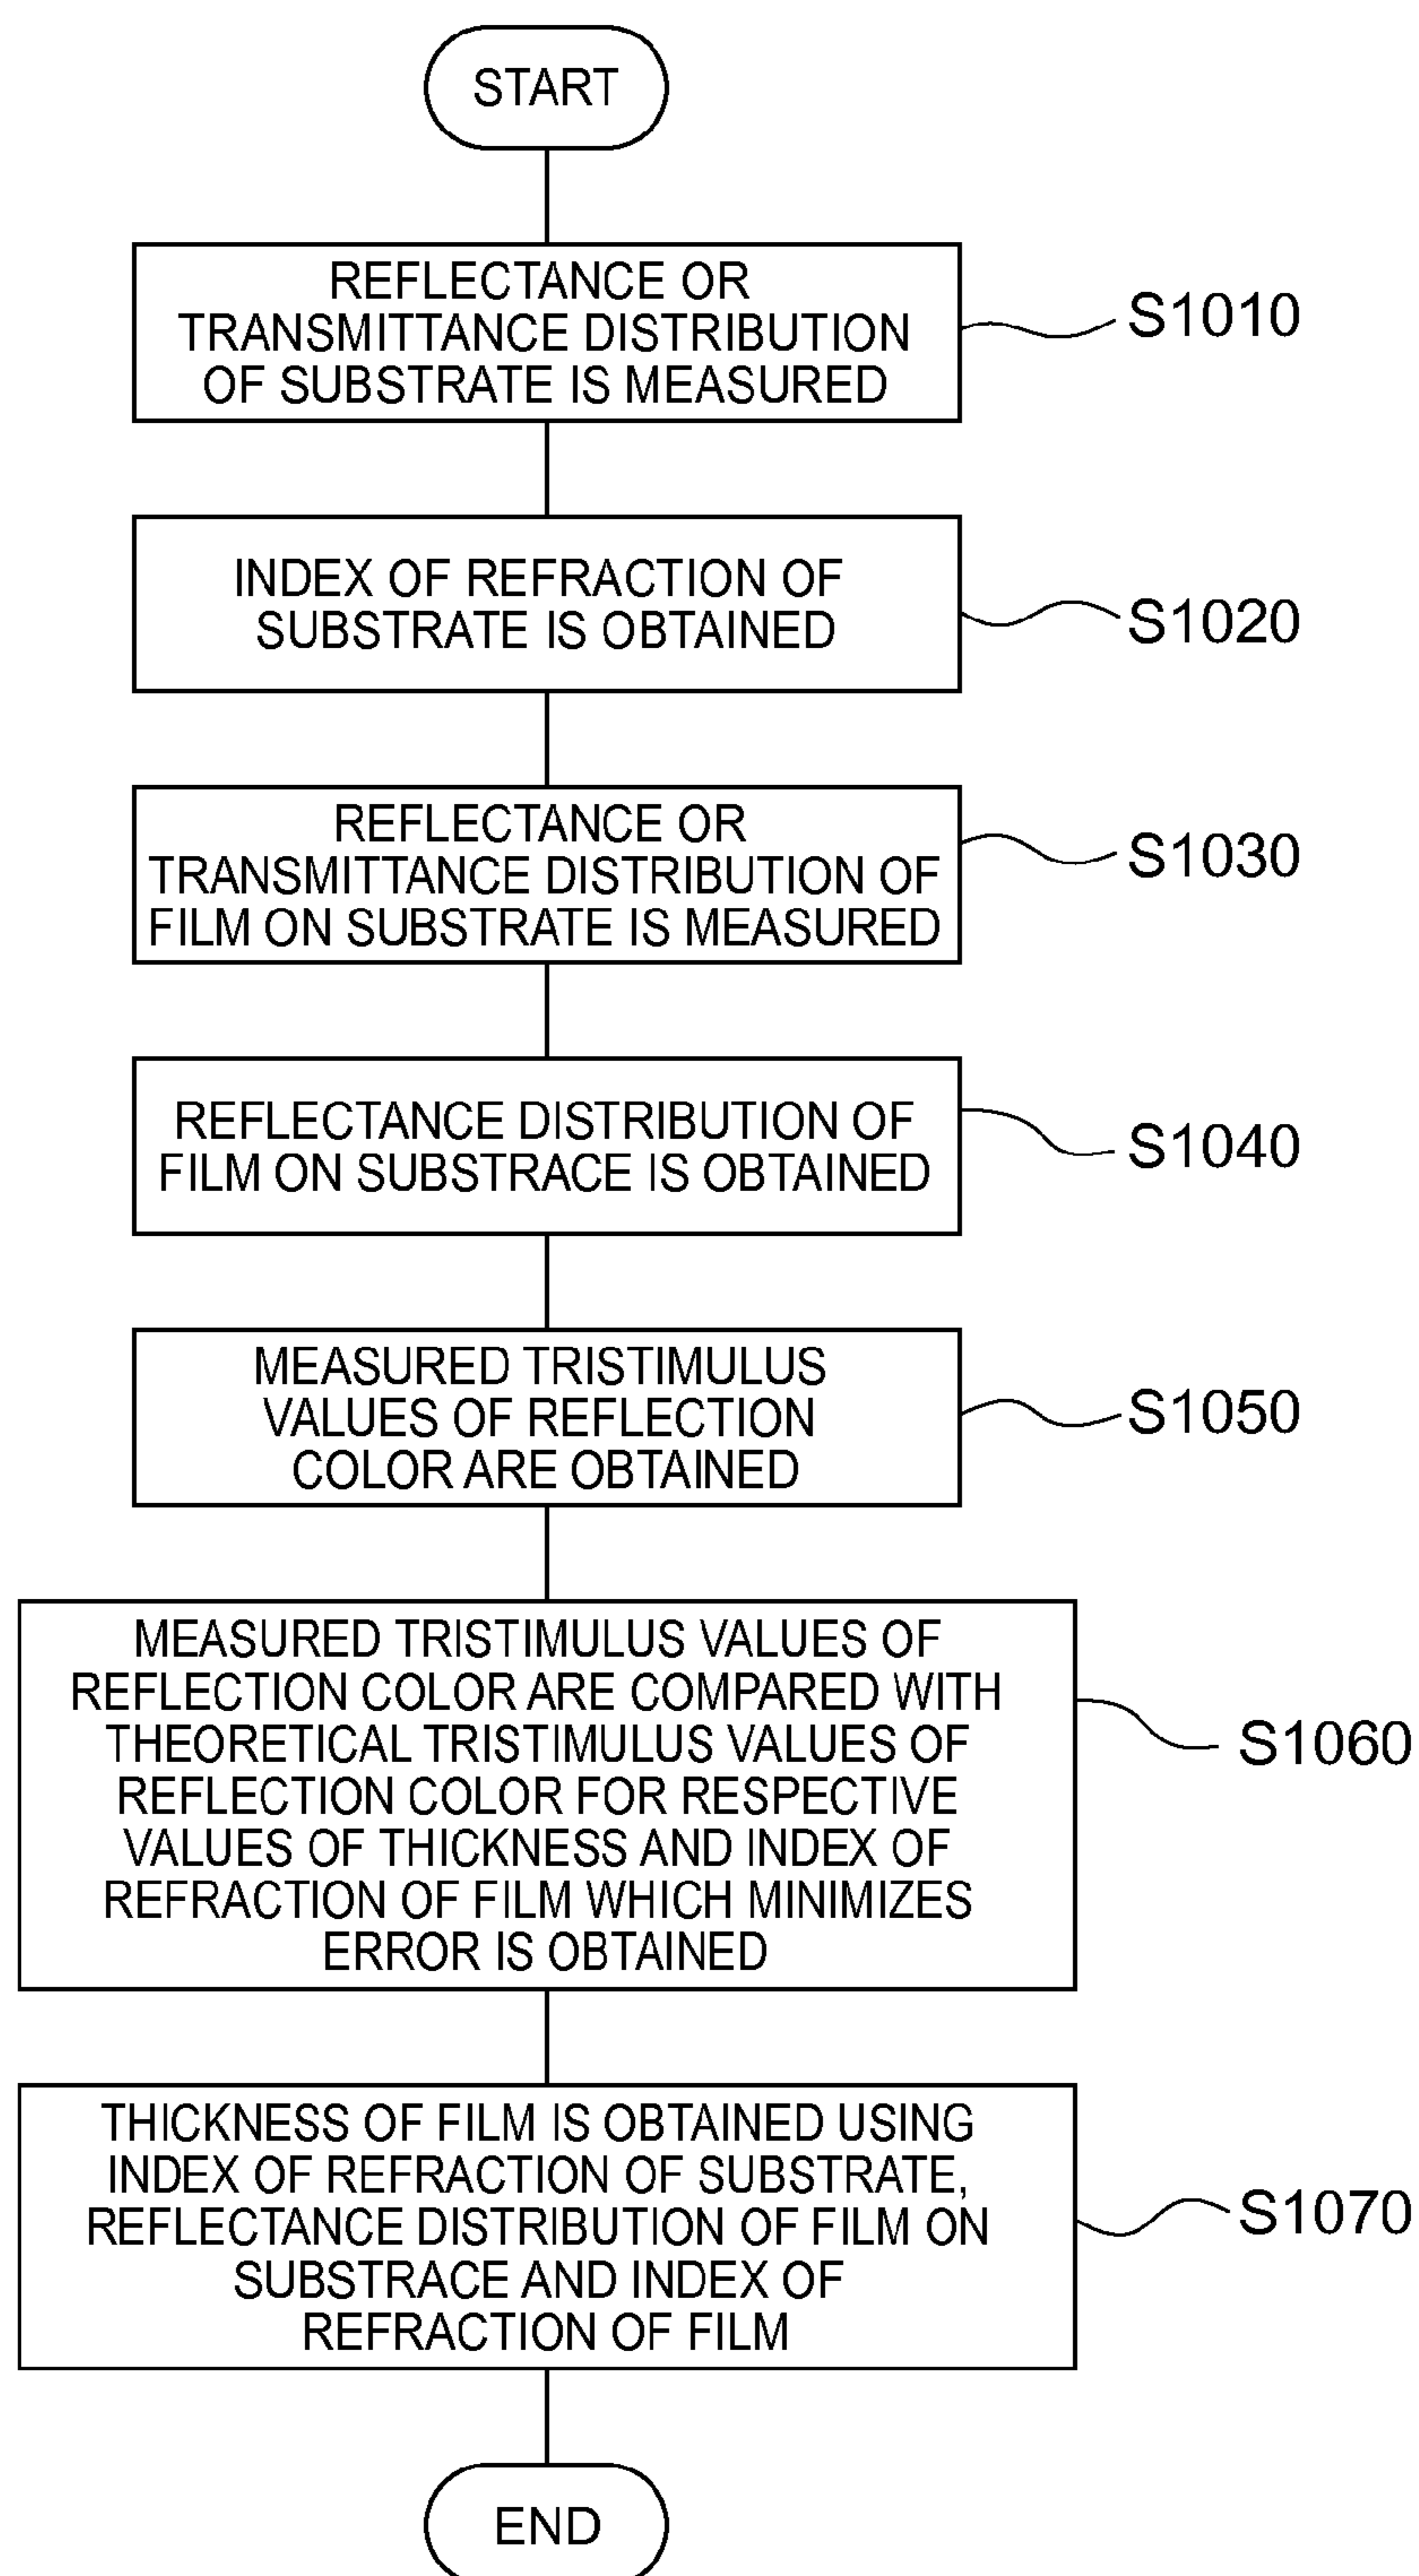 START
REFLECTANCE OR
TRANSMITTANCE DISTRIBUTION
OF SUBSTRATE IS MEASURED
S1010
INDEX OF REFRACTION OF
SUBSTRATE IS OBTAINED
S1020
REFLECTANCE OR
TRANSMITTANCE DISTRIBUTION OF
FILM ON SUBSTRATE IS MEASURED
S1030
REFLECTANCE DISTRIBUTION OF
FILM ON SUBSTRACE IS OBTAINED
S1040
MEASURED TRISTIMULUS
VALUES OF REFLECTION
COLOR ARE OBTAINED
S1050
MEASURED TRISTIMULUS VALUES OF
REFLECTION COLOR ARE COMPARED WITH
THEORETICAL TRISTIMULUS VALUES OF
REFLECTION COLOR FOR RESPECTIVE
VALUES OF THICKNESS AND INDEX OF
REFRACTION OF FILM WHICH MINIMIZES
ERROR IS OBTAINED
S1060
THICKNESS OF FILM IS OBTAINED USING
INDEX OF REFRACTION OF SUBSTRATE,
REFLECTANCE DISTRIBUTION OF FILM ON
SUBSTRACE AND INDEX OF
REFRACTION OF FILM
S1070
END